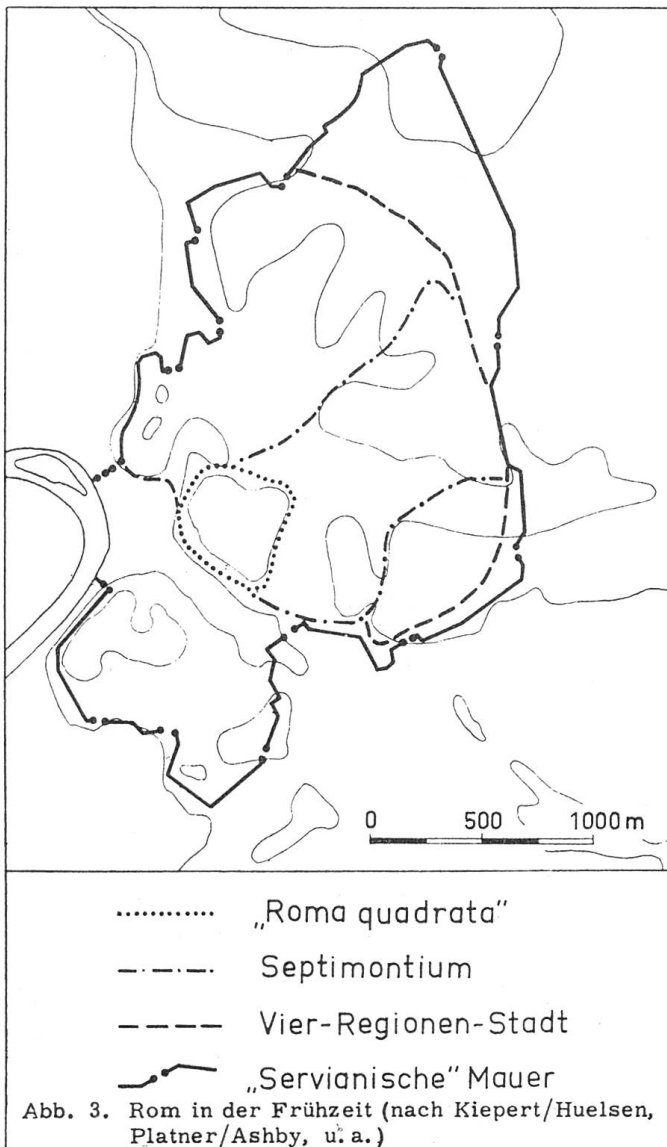 0 500 1000 m
„Roma quadrata"
Septimontium
Vier-Regionen-Stadt
„Servianische" Mauer
Abb. 3. Rom in der Frühzeit (nach Kiepert/Huelsen,
Platner/Ashby, u. a.)